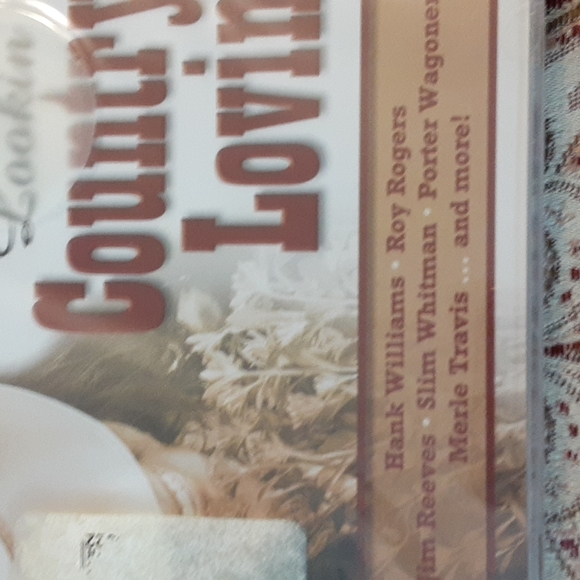 Lookin
Country
Lovin
Hank Williams • Roy Rogers
Jim Reeves • Slim Whitman • Porter Wagoner
Merle Travis ... and more!